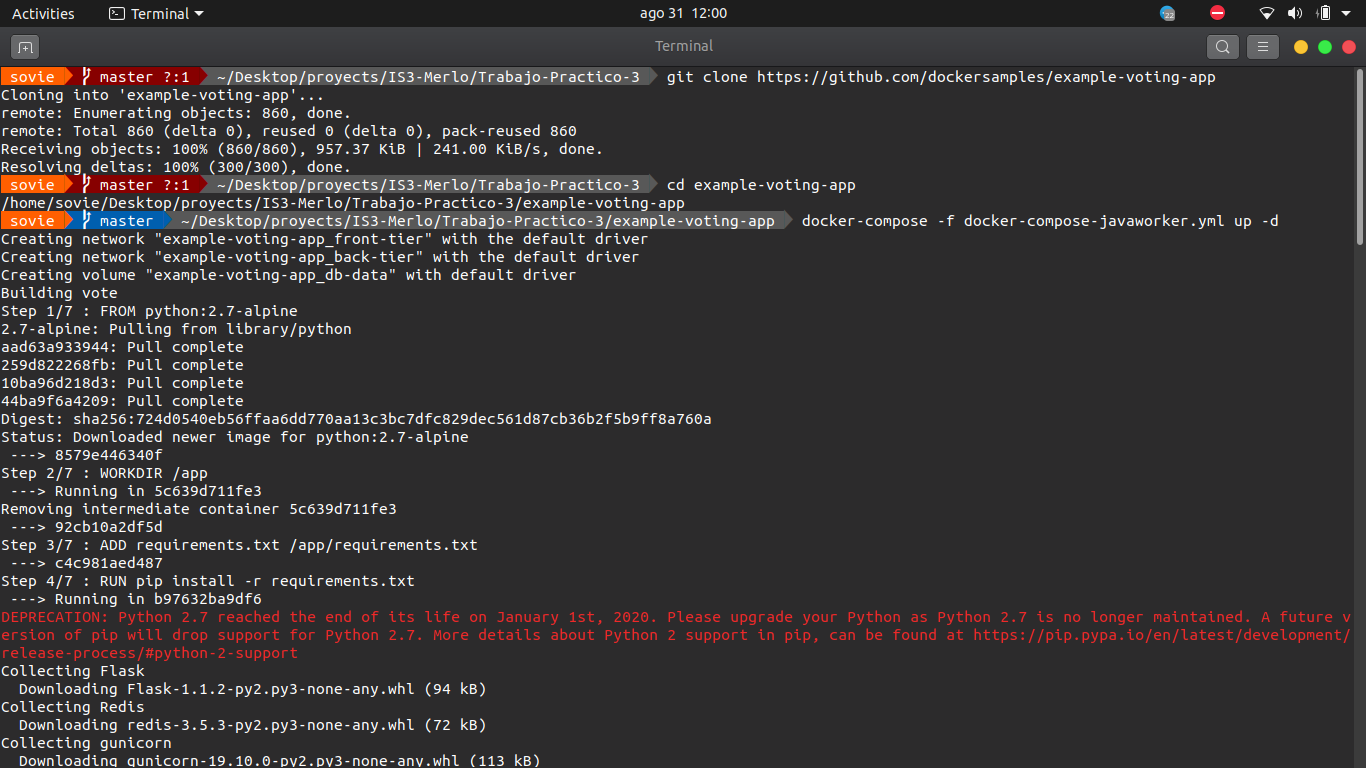 Activities Terminal ago 31 12:00 22
Terminal
sovie master ?:1 ~/Desktop/proyects/IS3-Merlo/Trabajo-Practico-3 git clone https://github.com/dockersamples/example-voting-app
Cloning into 'example-voting-app'...
remote: Enumerating objects: 860, done.
remote: Total 860 (delta 0), reused 0 (delta 0), pack-reused 860
Receiving objects: 100% (860/860), 957.37 KiB | 241.00 KiB/s, done.
Resolving deltas: 100% (300/300), done.
sovie master ?:1 ~/Desktop/proyects/IS3-Merlo/Trabajo-Practico-3 cd example-voting-app
/home/sovie/Desktop/proyects/IS3-Merlo/Trabajo-Practico-3/example-voting-app
sovie master ~/Desktop/proyects/IS3-Merlo/Trabajo-Practico-3/example-voting-app docker-compose -f docker-compose-javaworker.yml up -d
Creating network "example-voting-app_front-tier" with the default driver
Creating network "example-voting-app_back-tier" with the default driver
Creating volume "example-voting-app_db-data" with default driver
Building vote
Step 1/7 : FROM python:2.7-alpine
2.7-alpine: Pulling from library/python
aad63a933944: Pull complete
259d822268fb: Pull complete
10ba96d218d3: Pull complete
44ba9f6a4209: Pull complete
Digest: sha256:724d0540eb56ffaa6dd770aa13c3bc7dfc829dec561d87cb36b2f5b9ff8a760a
Status: Downloaded newer image for python:2.7-alpine
 ---> 8579e446340f
Step 2/7 : WORKDIR /app
 ---> Running in 5c639d711fe3
Removing intermediate container 5c639d711fe3
 ---> 92cb10a2df5d
Step 3/7 : ADD requirements.txt /app/requirements.txt
 ---> c4c981aed487
Step 4/7 : RUN pip install -r requirements.txt
 ---> Running in b97632ba9df6
DEPRECATION: Python 2.7 reached the end of its life on January 1st, 2020. Please upgrade your Python as Python 2.7 is no longer maintained. A future v
ersion of pip will drop support for Python 2.7. More details about Python 2 support in pip, can be found at https://pip.pypa.io/en/latest/development/
release-process/#python-2-support
Collecting Flask
  Downloading Flask-1.1.2-py2.py3-none-any.whl (94 kB)
Collecting Redis
  Downloading redis-3.5.3-py2.py3-none-any.whl (72 kB)
Collecting gunicorn
  Downloading gunicorn-19.10.0-py2.py3-none-any.whl (113 kB)